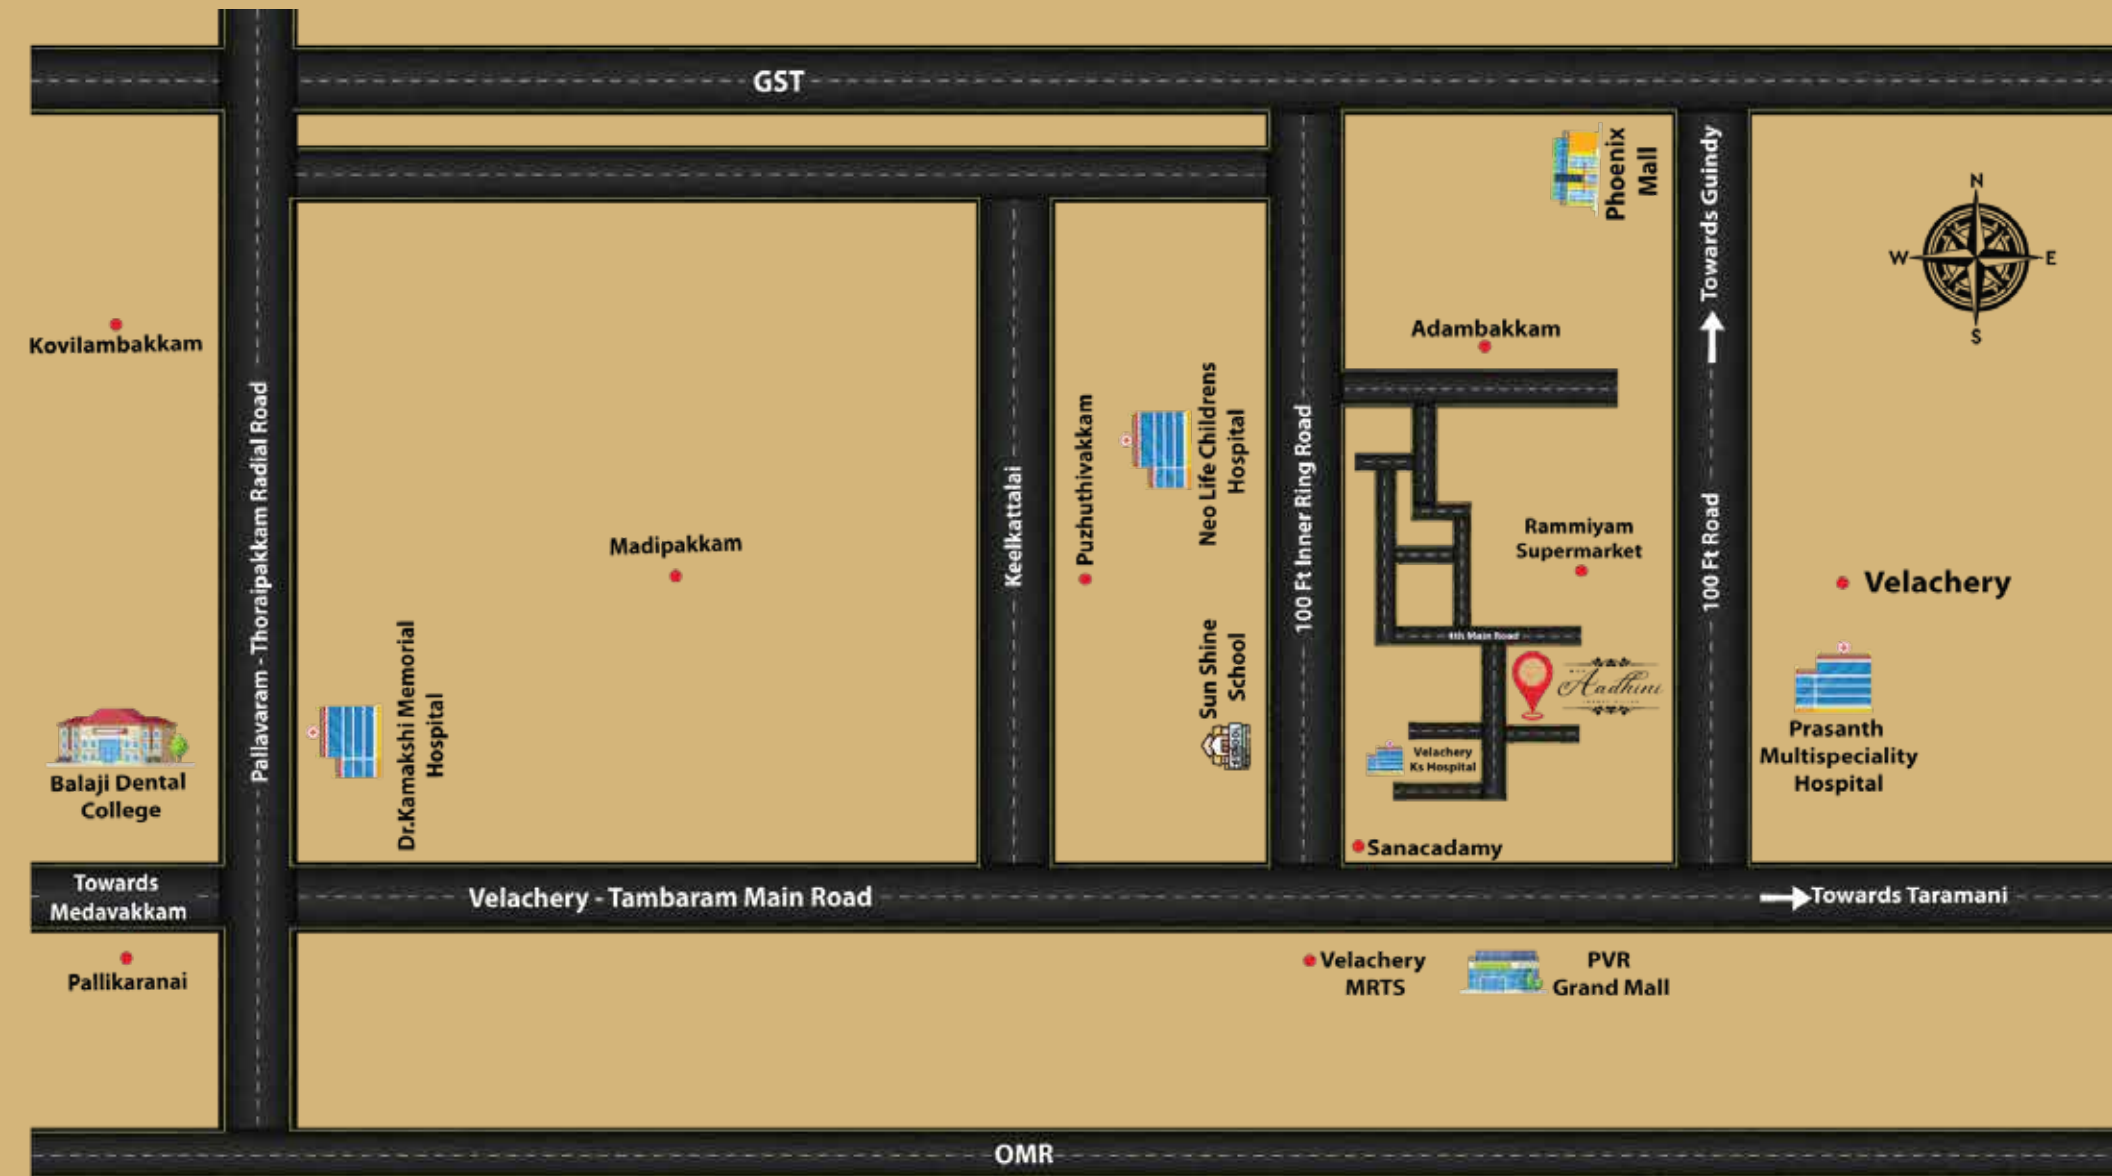 GST
Phoenix
Mall
Towards Guindy
N
W
E
S
Kovilambakkam
Adambakkam
Pallavaram - Thoraipakkam Radial Road
Madipakkam
Keelkattalai
Puzhuthivakkam
Neo Life Childrens
Hospital
100 Ft Inner Ring Road
Rammiyam
Supermarket
100 Ft Road
Velachery
Dr.Kamakshi Memorial
Hospital
Sun Shine
School
SCHOOL
Main Road
Aadhini
Balaji Dental
College
Velachery
Ks Hospital
Prasanth
Multispeciality
Hospital
Sanacadamy
Towards
Medavakkam
Velachery - Tambaram Main Road
Towards Taramani
Pallikaranai
Velachery
MRTS
PVR
Grand Mall
OMR